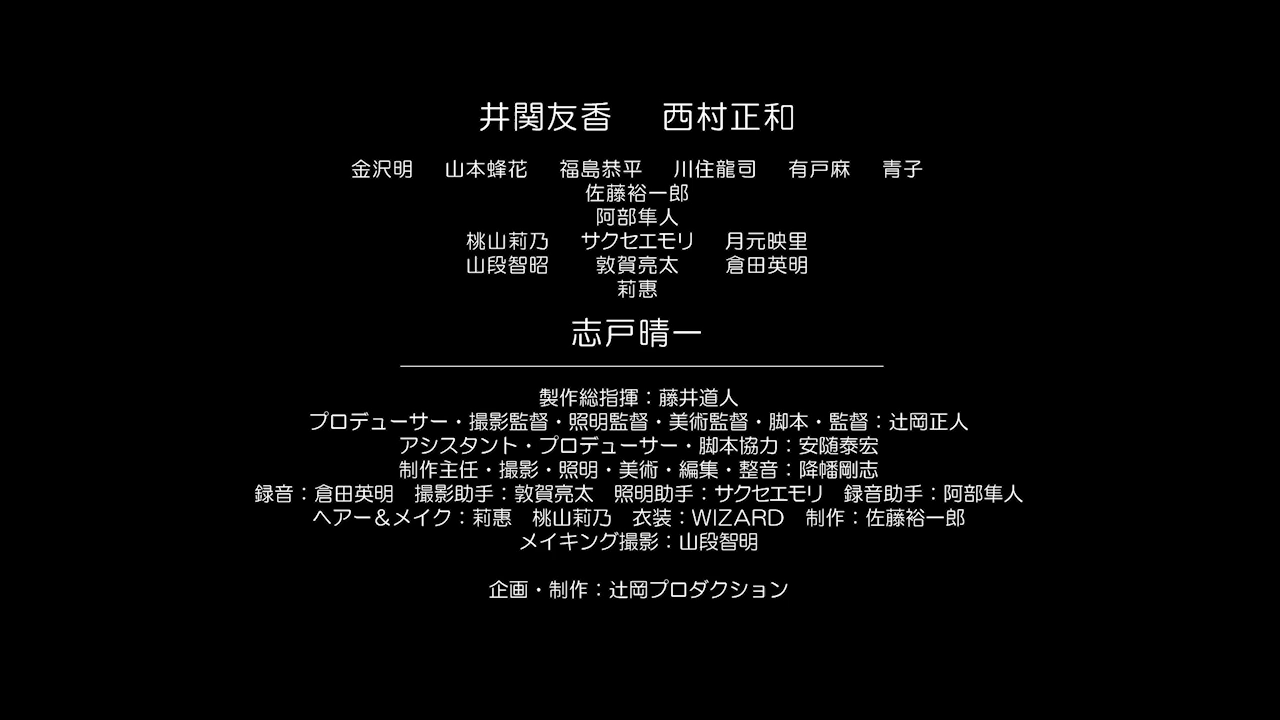 井関友香　西村正和
金沢明　山本蜂花　福島恭平　川住龍司　有戸麻　青子
佐藤裕一郎
阿部隼人
桃山莉乃　サクセエモリ　月元映里
山段智昭　敦賀亮太　倉田英明
莉惠
志戸晴一
製作総指揮：藤井道人
プロデューサー・撮影監督・照明監督・美術監督・脚本・監督：辻岡正人
アシスタント・プロデューサー・脚本協力：安随泰宏
制作主任・撮影・照明・美術・編集・整音：降幡剛志
録音：倉田英明　撮影助手：敦賀亮太　照明助手：サクセエモリ　録音助手：阿部隼人
ヘアー＆メイク：莉惠　桃山莉乃　衣装：WIZARD　制作：佐藤裕一郎
メイキング撮影：山段智明
企画・制作：辻岡プロダクション